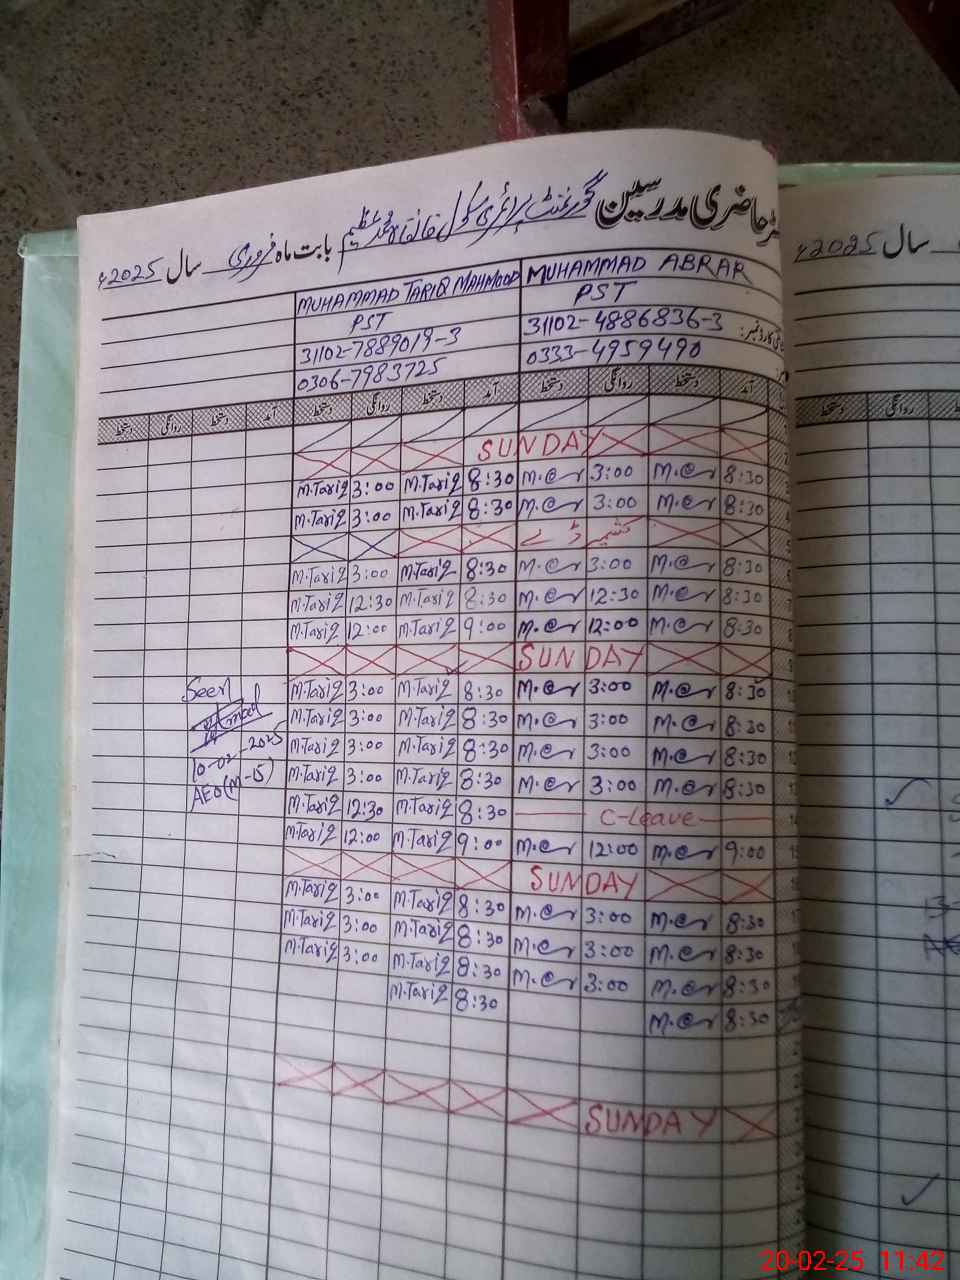 حاضری مدرسین گورنمنٹ پرائمری سکول خانقاہ محمد عظیم بابت ماہ فروری سال 2025ء
سال 2025ء
MUHAMMAD TARIQ MAHMOOD MUHAMMAD ABRAR
PST PST
31102-7889019-3 31102-4886836-3
0306-7983725 0333-4959490
دستخط روانگی دستخط آمد دستخط روانگی دستخط آمد دستخط روانگی دستخط آمد
دستخط روانگی
SUNDAY
M.Tariq 3:00 M.Tariq 8:30 M.@ 3:00 M.@ 8:30
M.Tariq 3:00 M.Tariq 8:30 M.@ 3:00 M.@ 8:30
کشمیر ڈے
M.Tariq 3:00 M.Tariq 8:30 M.@ 3:00 M.@ 8:30
M.Tariq 12:30 M.Tariq 8:30 M.@ 12:30 M.@ 8:30
M.Tariq 12:00 M.Tariq 9:00 M.@ 12:00 M.@ 8:30
SUNDAY
M.Tariq 3:00 M.Tariq 8:30 M.@ 3:00 M.@ 8:30
M.Tariq 3:00 M.Tariq 8:30 M.@ 3:00 M.@ 8:30
M.Tariq 3:00 M.Tariq 8:30 M.@ 3:00 M.@ 8:30
M.Tariq 3:00 M.Tariq 8:30 M.@ 3:00 M.@ 8:30
M.Tariq 12:30 M.Tariq 8:30 C-Leave
M.Tariq 12:00 M.Tariq 9:00 M.@ 12:00 M.@ 9:00
SUNDAY
M.Tariq 3:00 M.Tariq 8:30 M.@ 3:00 M.@ 8:30
M.Tariq 3:00 M.Tariq 8:30 M.@ 3:00 M.@ 8:30
M.Tariq 3:00 M.Tariq 8:30 M.@ 3:00 M.@ 8:30
M.Tariq 8:30 M.@ 8:30
SUNDAY
Seen
10-02-2025
AEO(M-15)
20-02-25 11:42